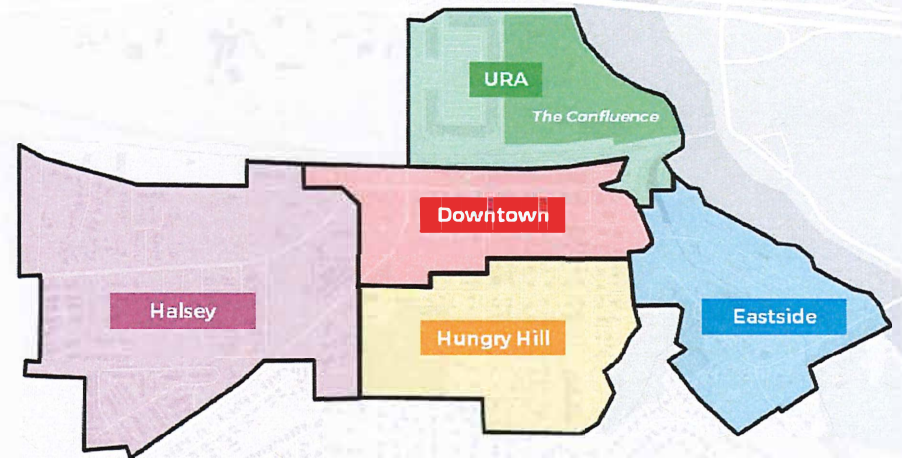 URA
The Confluence
Downtown
Halsey
Eastside
Hungry Hill